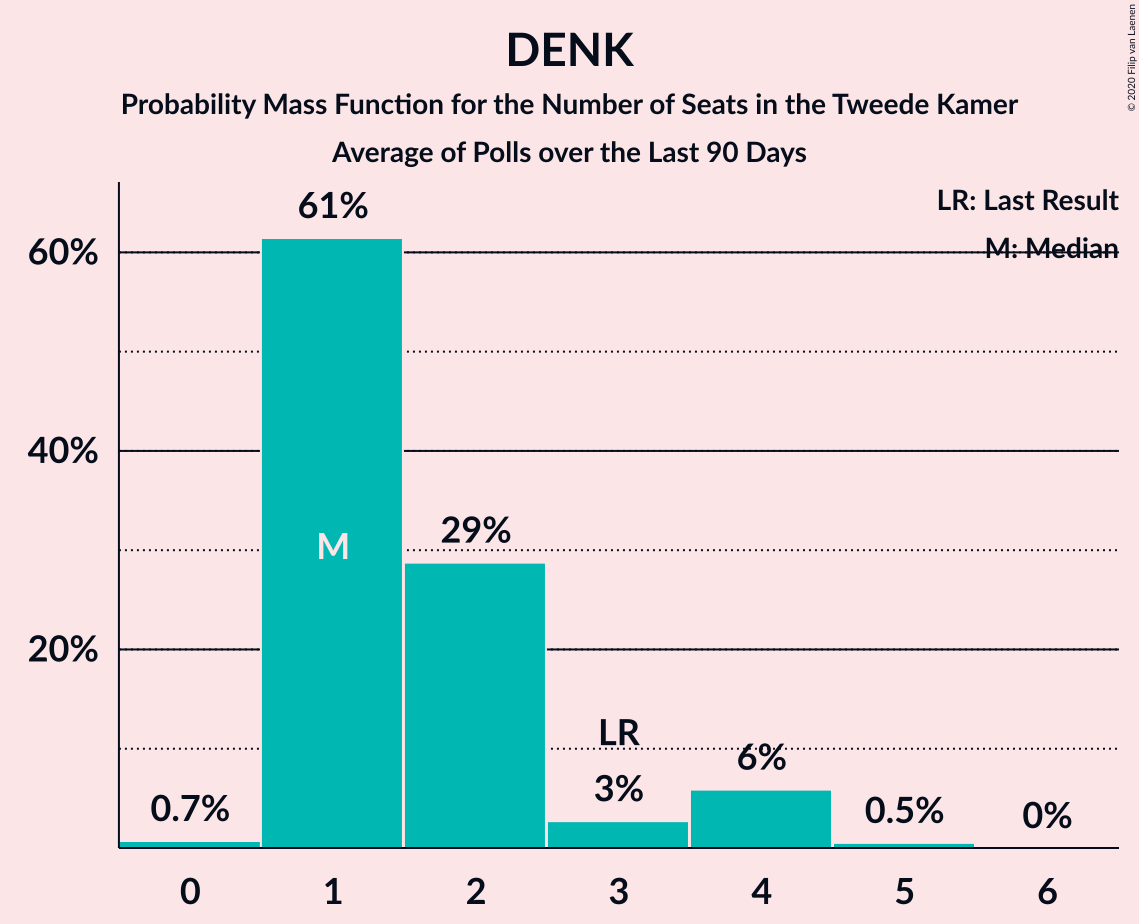 DENK
Probability Mass Function for the Number of Seats in the Tweede Kamer
Average of Polls over the Last 90 Days
© 2020 Filip van Laenen
LR: Last Result
M: Median
60%
40%
20%
0.7%
61%
M
29%
LR
3%
6%
0.5%
0%
0 1 2 3 4 5 6